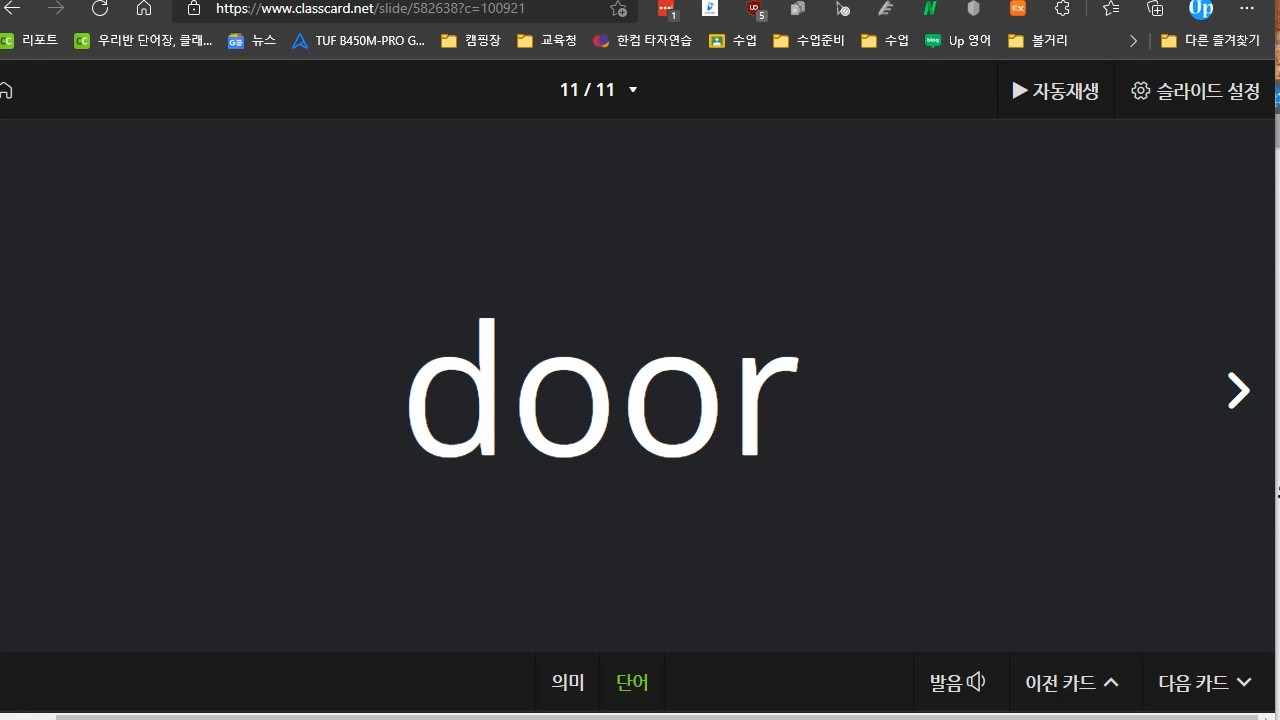 https://www.classcard.net/slide/582638?c=100921
1
5
리포트
우리반 단어장, 클래...
뉴스
TUF B450M-PRO G...
캠핑장
교육청
한컴 타자연습
수업
수업준비
수업
Up 영어
볼거리
다른 즐겨찾기
11 / 11
자동재생
슬라이드 설정
door
의미
단어
발음
이전 카드
다음 카드